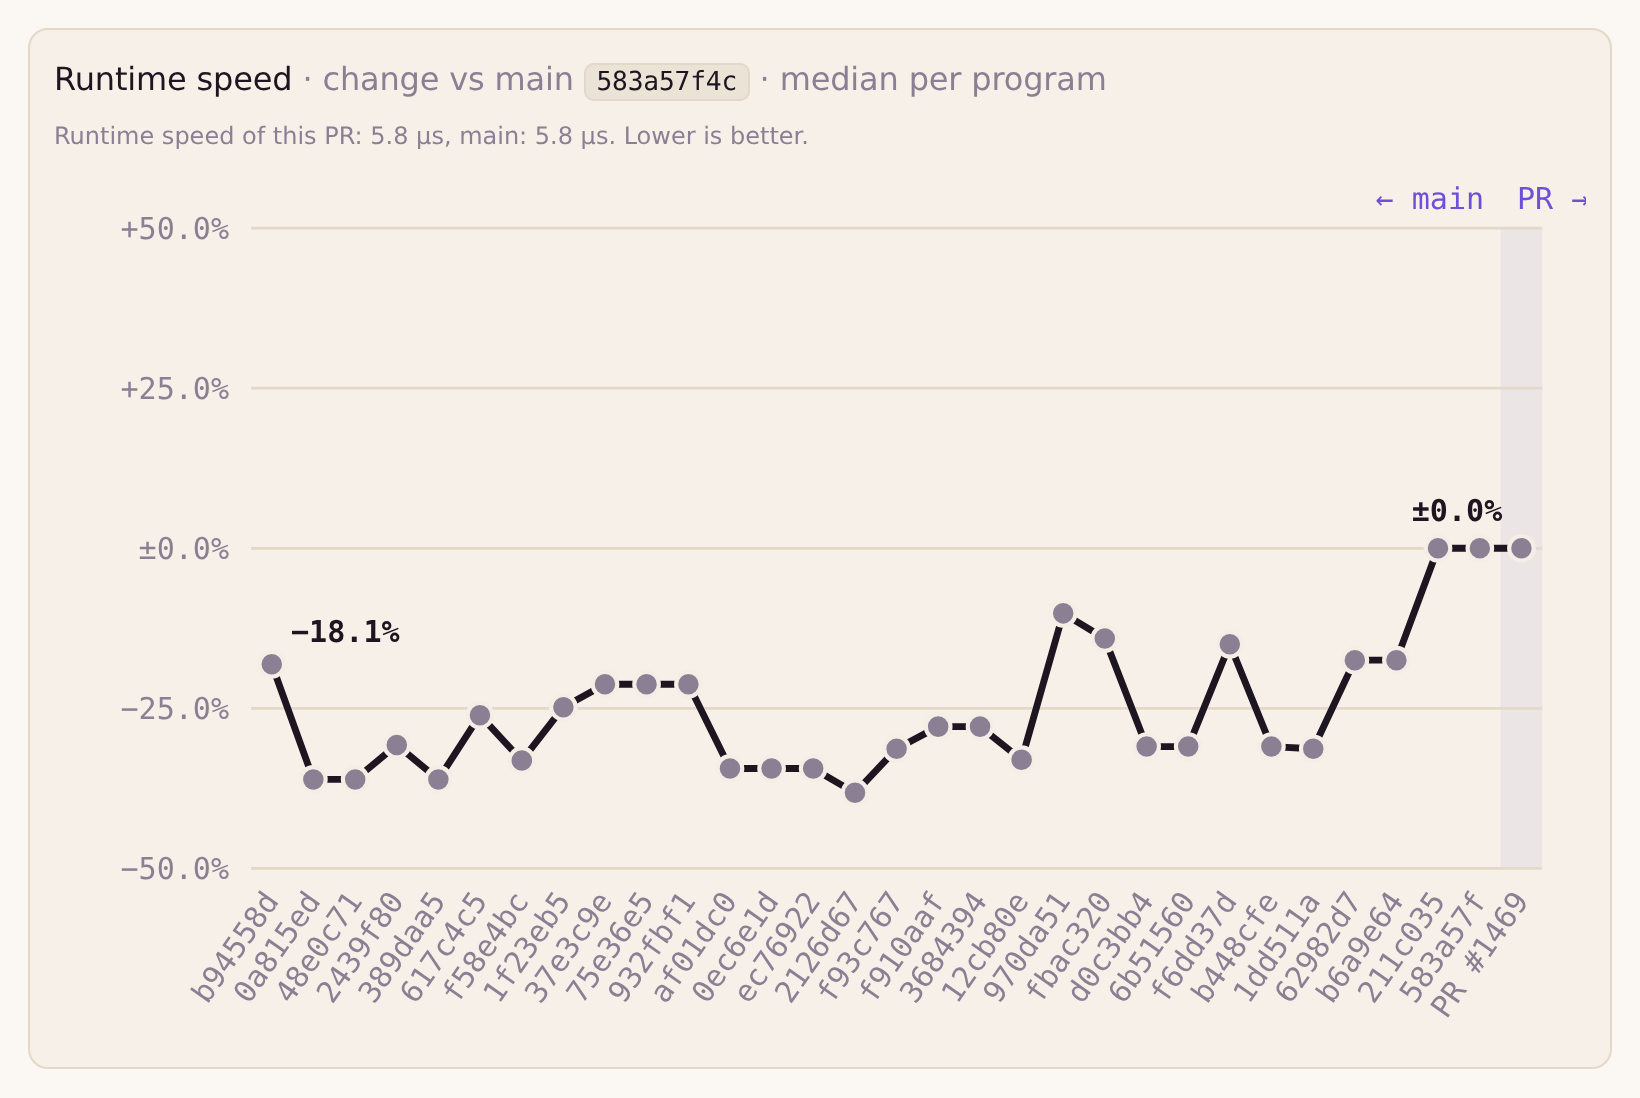 Runtime speed · change vs main 583a57f4c · median per program
Runtime speed of this PR: 5.8 µs, main: 5.8 µs. Lower is better.
← main PR →
+50.0%
+25.0%
±0.0%
±0.0%
−18.1%
−25.0%
−50.0%
b94558d
0a815ed
48e0c71
2439f80
389daa5
617c4c5
f58e4bc
1f23eb5
37e3c9e
75e36e5
932fbf1
af01dc0
0ec6e1d
ec76922
2126d67
f93c767
f910aaf
3684394
12cb80e
970da51
fbac320
d0c3bb4
6b51560
f6dd37d
b448cfe
1dd511a
62982d7
b6a9e64
211c035
583a57f
PR #1469